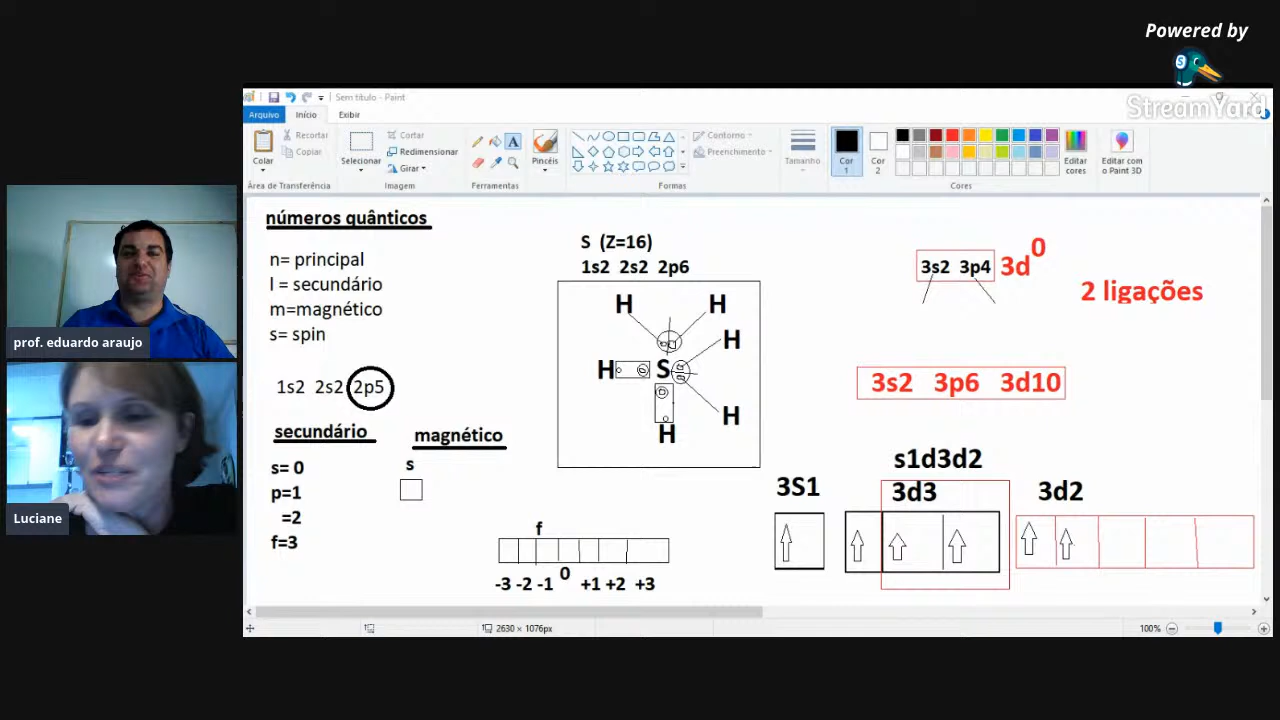 Powered by
StreamYard
Sem título - Paint
Arquivo
Início
Exibir
Colar
Recortar
Copiar
Área de Transferência
Selecionar
Cortar
Redimensionar
Girar
Imagem
A
Ferramentas
Pincéis
Formas
Contorno
Preenchimento
Tamanho
Cor 1
Cor 2
Cores
Editar cores
Editar com o Paint 3D
prof. eduardo araujo
Luciane
números quânticos
n= principal
l = secundário
m=magnético
s= spin
1s2 2s2 2p5
secundário
magnético
s= 0
p=1
=2
f=3
s
f
-3 -2 -1 0 +1 +2 +3
S (Z=16)
1s2 2s2 2p6
H H
H
H S
H
H
3s2 3p4 3d0
2 ligações
3s2 3p6 3d10
s1d3d2
3S1 3d3 3d2
2630 × 1076px
100%